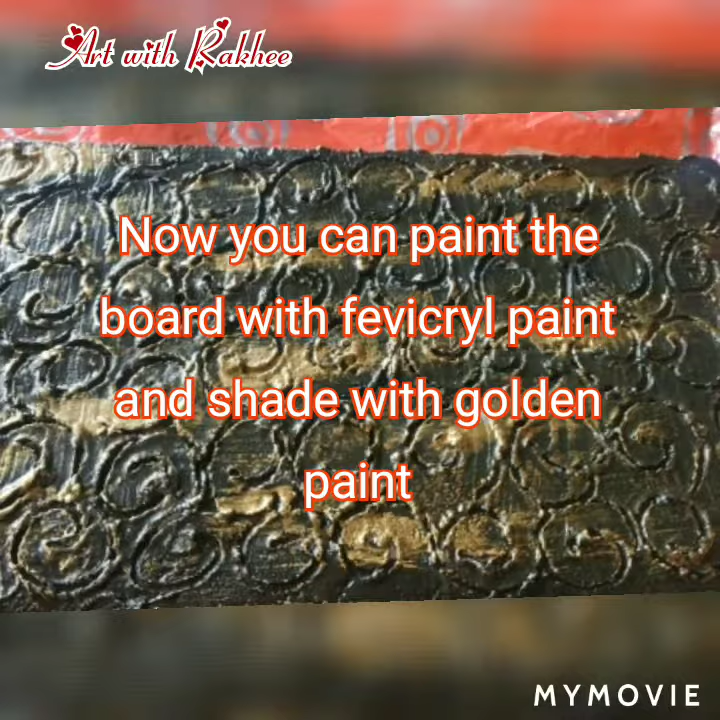 Art with Rakhee
Now you can paint the
board with fevicryl paint
and shade with golden
paint
MYMOVIE